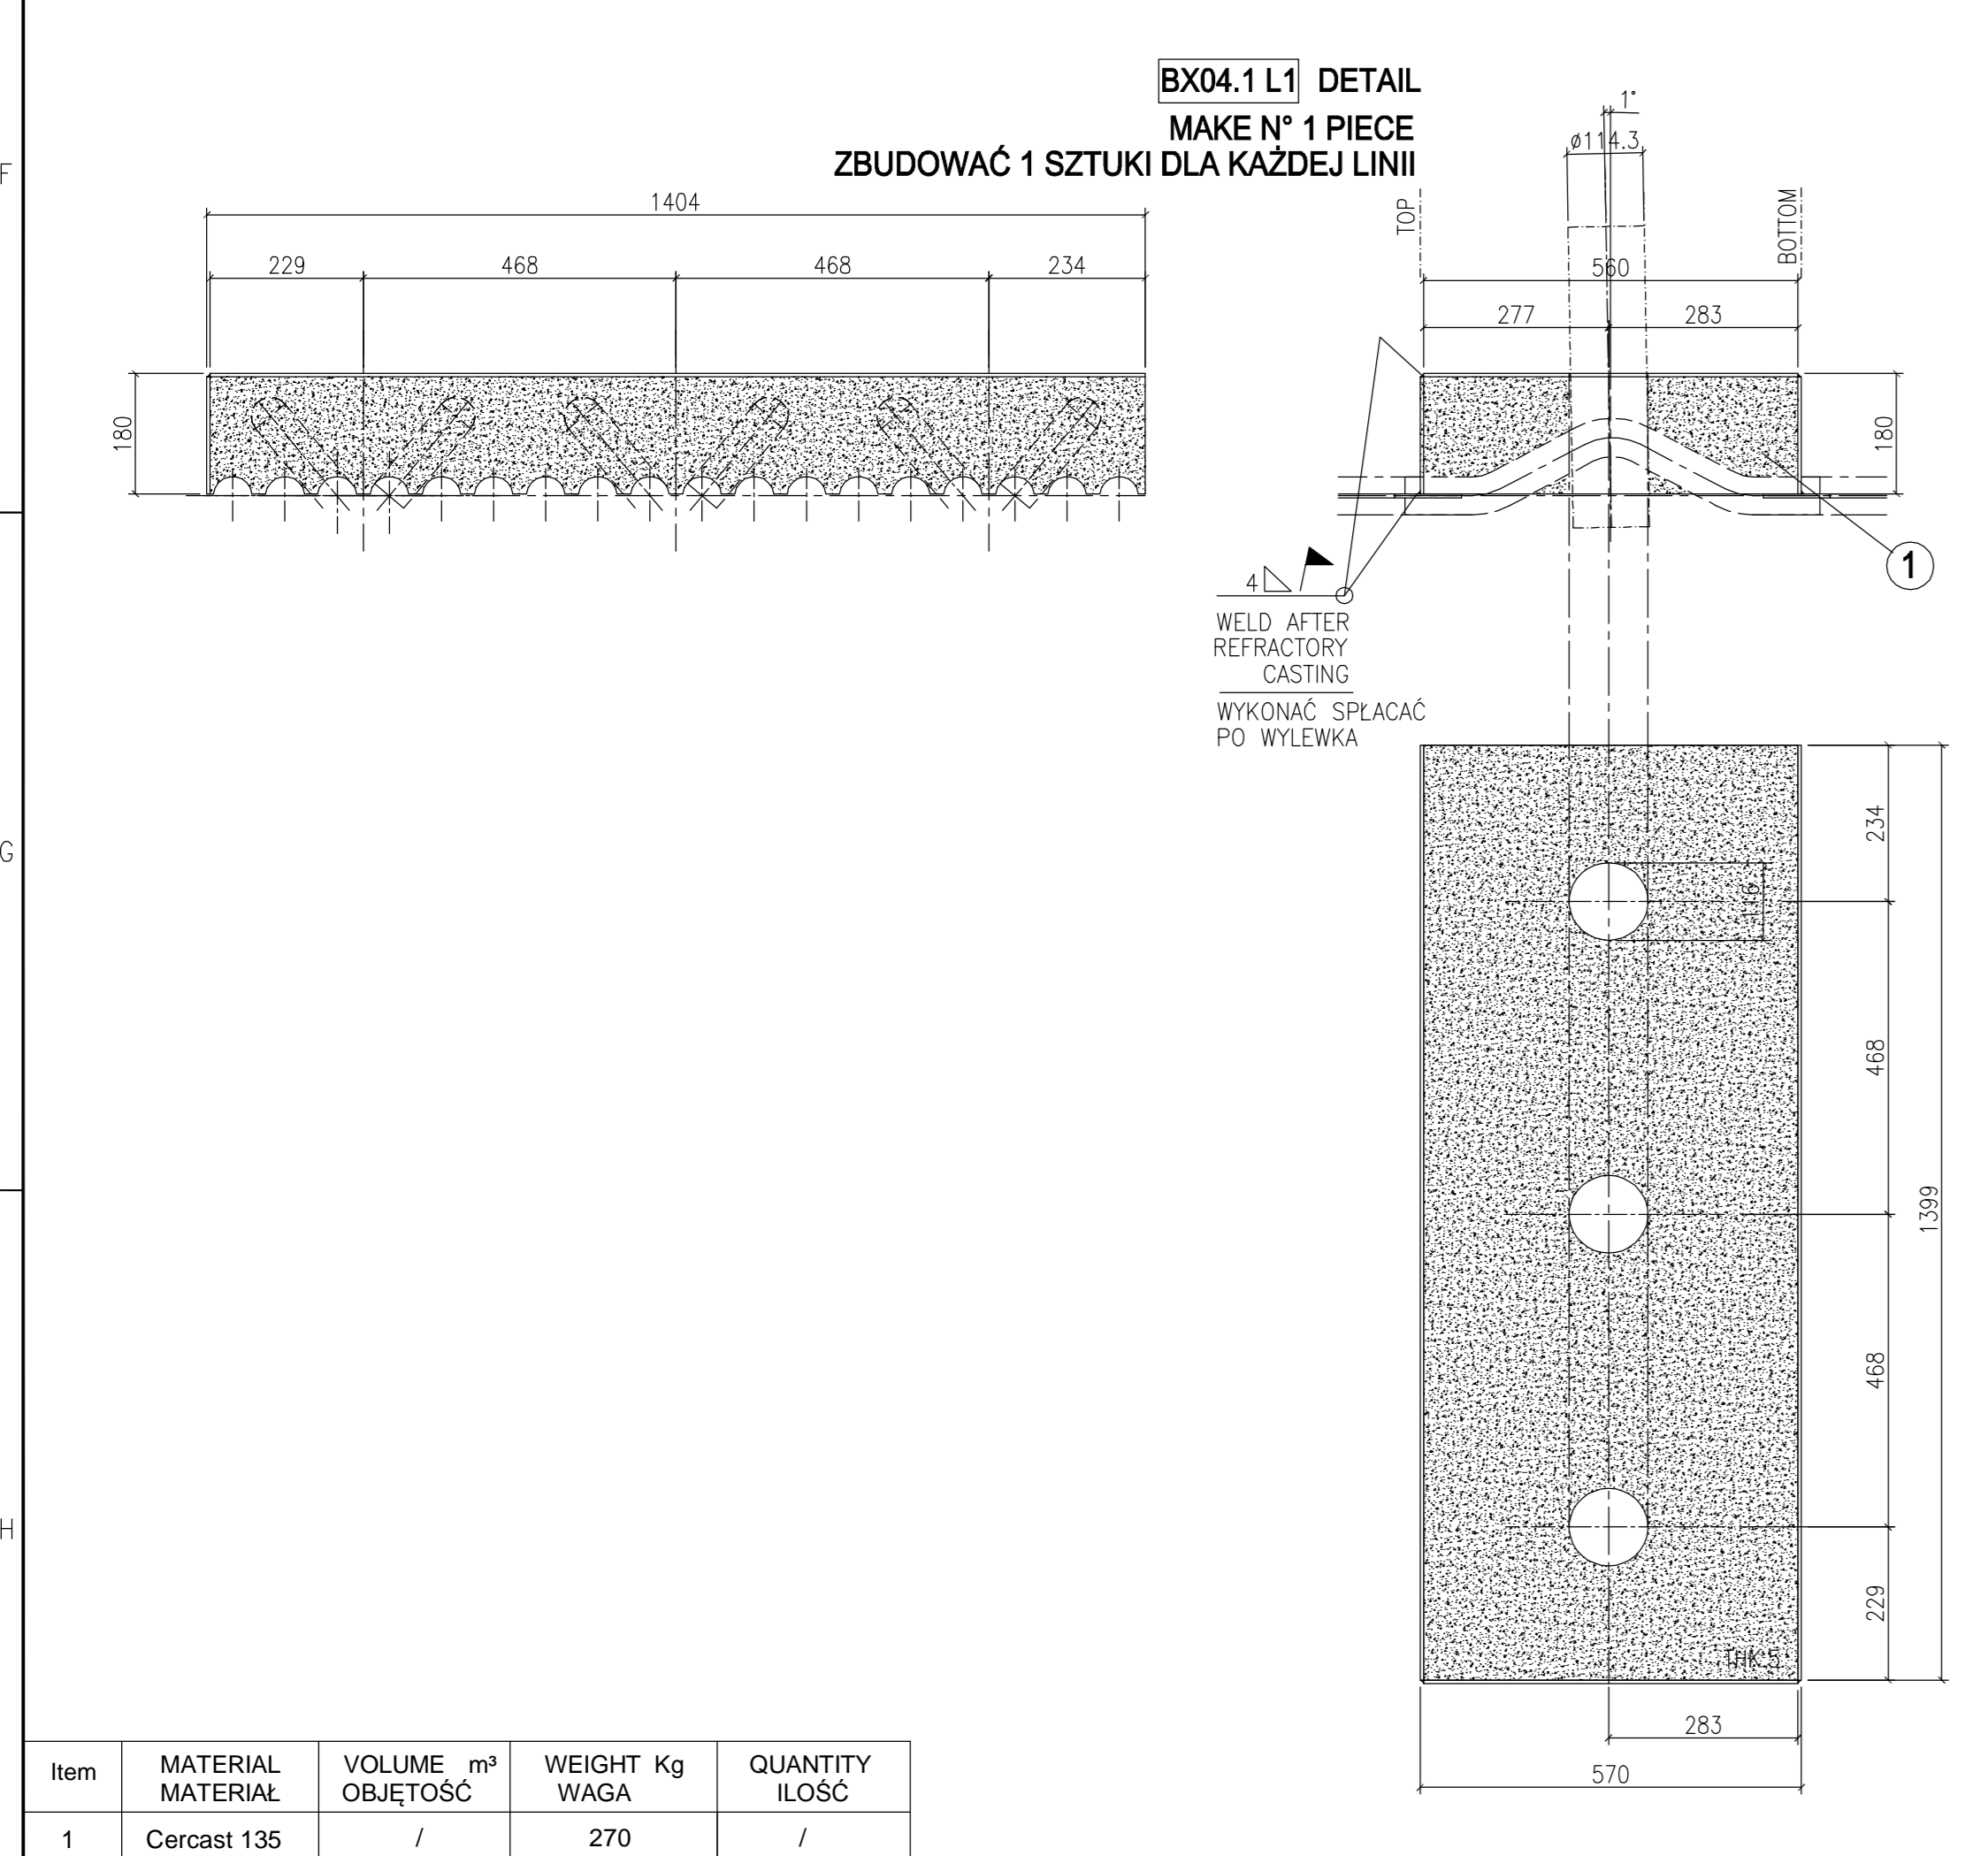 BX04.1 L1 DETAIL
MAKE N° 1 PIECE
ZBUDOWAĆ 1 SZTUKI DLA KAŻDEJ LINII
F
1404
229 468 468 234
180
1°
ø114.3
TOP
BOTTOM
560
277 283
180
1
4
WELD AFTER
REFRACTORY
CASTING
WYKONAĆ SPŁACAĆ
PO WYLEWKA
G
234
116
468
1399
468
229
H
THK.5
283
570
Item MATERIAL VOLUME m³ WEIGHT Kg QUANTITY
MATERIAŁ OBJĘTOŚĆ WAGA ILOŚĆ
1 Cercast 135 / 270 /